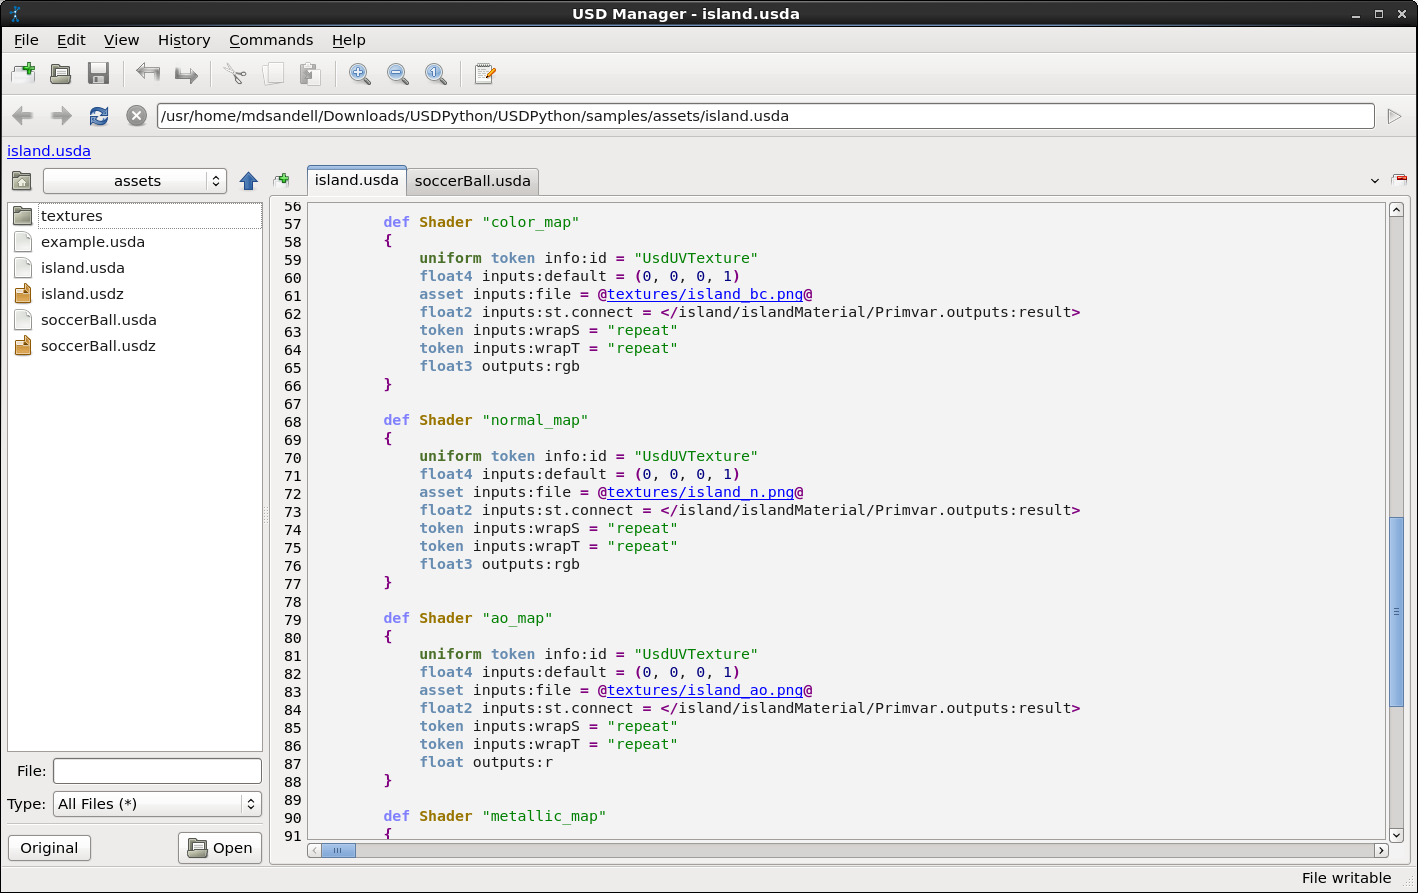 USD Manager - island.usda
File Edit View History Commands Help
/usr/home/mdsandell/Downloads/USDPython/USDPython/samples/assets/island.usda
island.usda
assets
textures
example.usda
island.usda
island.usdz
soccerBall.usda
soccerBall.usdz
File:
Type: All Files (*)
Original Open
island.usda soccerBall.usda
56
57 def Shader "color_map"
58 {
59 uniform token info:id = "UsdUVTexture"
60 float4 inputs:default = (0, 0, 0, 1)
61 asset inputs:file = @textures/island_bc.png@
62 float2 inputs:st.connect = </island/islandMaterial/Primvar.outputs:result>
63 token inputs:wrapS = "repeat"
64 token inputs:wrapT = "repeat"
65 float3 outputs:rgb
66 }
67
68 def Shader "normal_map"
69 {
70 uniform token info:id = "UsdUVTexture"
71 float4 inputs:default = (0, 0, 0, 1)
72 asset inputs:file = @textures/island_n.png@
73 float2 inputs:st.connect = </island/islandMaterial/Primvar.outputs:result>
74 token inputs:wrapS = "repeat"
75 token inputs:wrapT = "repeat"
76 float3 outputs:rgb
77 }
78
79 def Shader "ao_map"
80 {
81 uniform token info:id = "UsdUVTexture"
82 float4 inputs:default = (0, 0, 0, 1)
83 asset inputs:file = @textures/island_ao.png@
84 float2 inputs:st.connect = </island/islandMaterial/Primvar.outputs:result>
85 token inputs:wrapS = "repeat"
86 token inputs:wrapT = "repeat"
87 float outputs:r
88 }
89
90 def Shader "metallic_map"
91 {
File writable